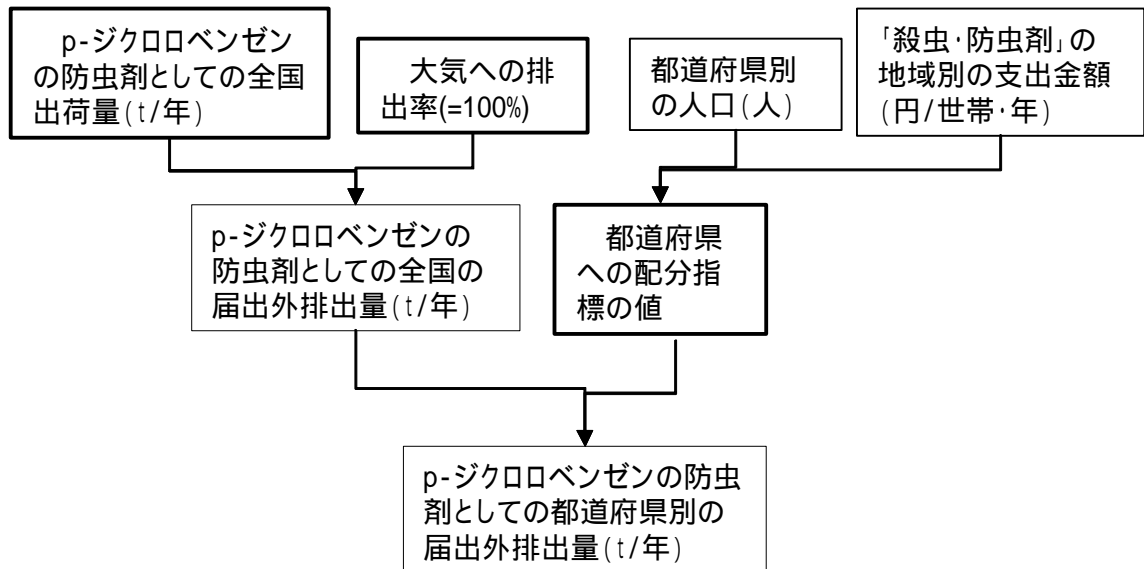 p-ジクロロベンゼン
の防虫剤としての全国
出荷量(t/年)
大気への排
出率(=100%)
都道府県別
の人口(人)
「殺虫・防虫剤」の
地域別の支出金額
(円/世帯・年)
p-ジクロロベンゼンの
防虫剤としての全国の
届出外排出量(t/年)
都道府県
への配分指
標の値
p-ジクロロベンゼンの防虫
剤としての都道府県別の
届出外排出量(t/年)